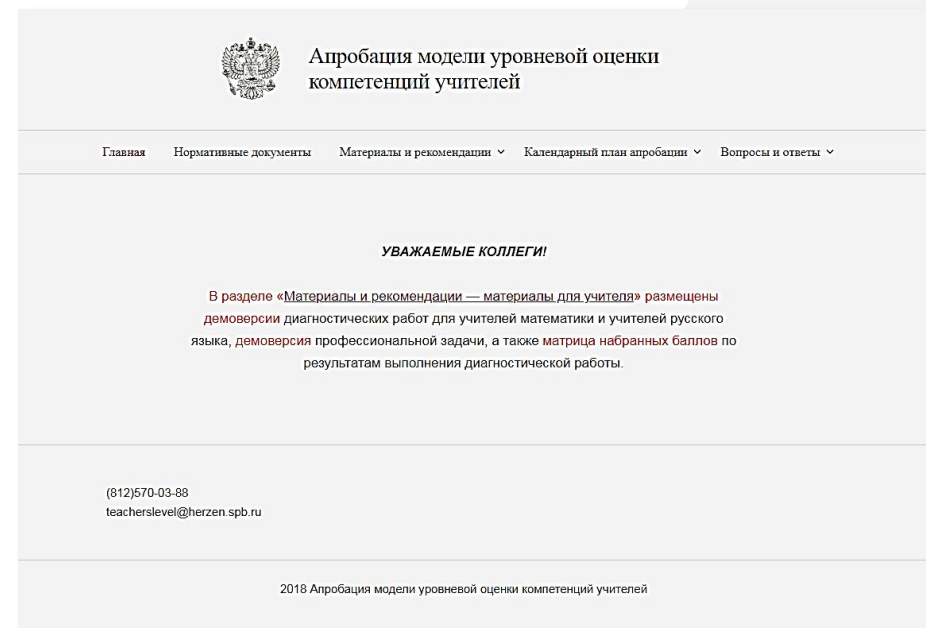 Апробация модели уровневой оценки
компетенций учителей
Главная Нормативные документы Материалы и рекомендации Календарный план апробации Вопросы и ответы
УВАЖАЕМЫЕ КОЛЛЕГИ!
В разделе «Материалы и рекомендации — материалы для учителя» размещены
демоверсии диагностических работ для учителей математики и учителей русского
языка, демоверсия профессиональной задачи, а также матрица набранных баллов по
результатам выполнения диагностической работы.
(812)570-03-88
teacherslevel@herzen.spb.ru
2018 Апробация модели уровневой оценки компетенций учителей